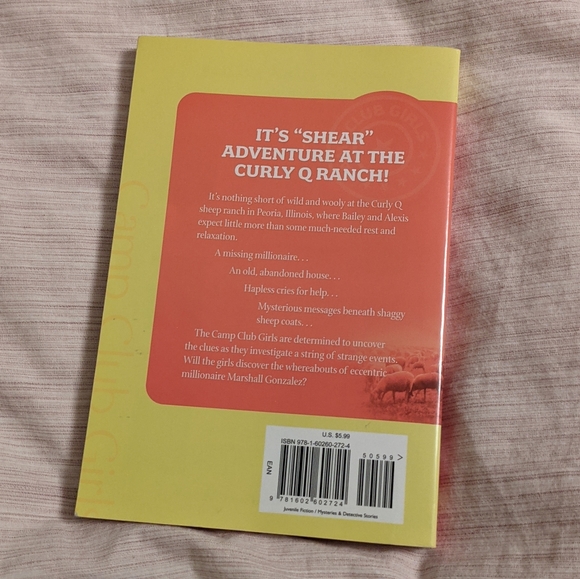 CLUB GIRLS
IT'S "SHEAR"
ADVENTURE AT THE
CURLY Q RANCH!
It's nothing short of wild and wooly at the Curly Q
sheep ranch in Peoria, Illinois, where Bailey and Alexis
expect little more than some much-needed rest and
relaxation.
A missing millionaire. . .
An old, abandoned house. . .
Hapless cries for help. . .
Mysterious messages beneath shaggy
sheep coats. . .
The Camp Club Girls are determined to uncover
the clues as they investigate a string of strange events.
Will the girls discover the whereabouts of eccentric
millionaire Marshall Gonzalez?
Camp Club Girl
U.S. $5.99
ISBN 978-1-60260-272-4
50599>
EAN
9 781602 602724
Juvenile Fiction / Mysteries & Detective Stories